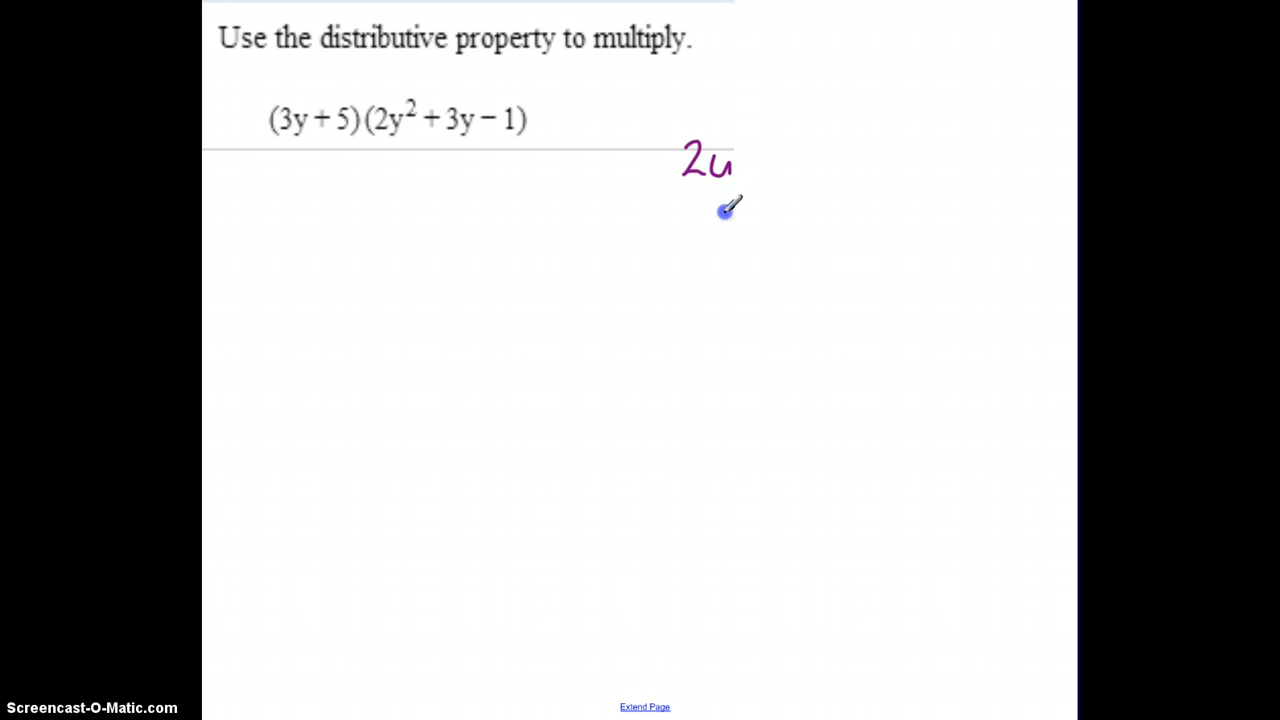 Use the distributive property to multiply.
(3y + 5)(2y² + 3y − 1)
2u
Screencast-O-Matic.com
Extend Page